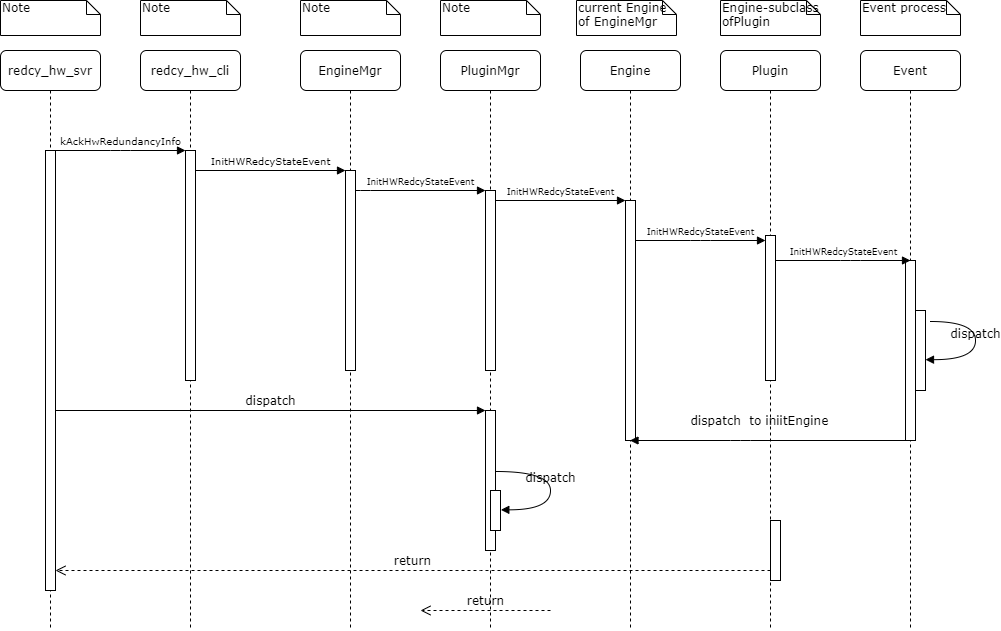 Note
Note
Note
Note
current Engine
of EngineMgr
Engine-subclass
ofPlugin
Event process
redcy_hw_svr
redcy_hw_cli
EngineMgr
PluginMgr
Engine
Plugin
Event
kAckHwRedundancyInfo
InitHWRedcyStateEvent
InitHWRedcyStateEvent
InitHWRedcyStateEvent
InitHWRedcyStateEvent
InitHWRedcyStateEvent
dispatch
dispatch
dispatch to iniitEngine
dispatch
return
return